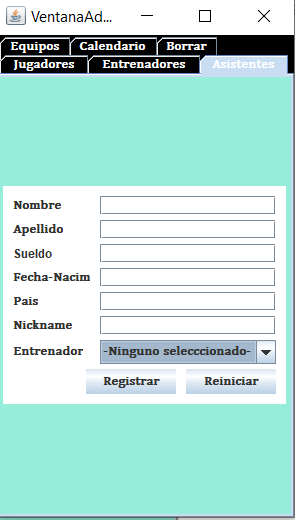 VentanaAd...
Equipos Calendario Borrar
Jugadores Entrenadores Asistentes
Nombre
Apellido
Sueldo
Fecha-Nacim
Pais
Nickname
Entrenador -Ninguno selecccionado-
Registrar Reiniciar